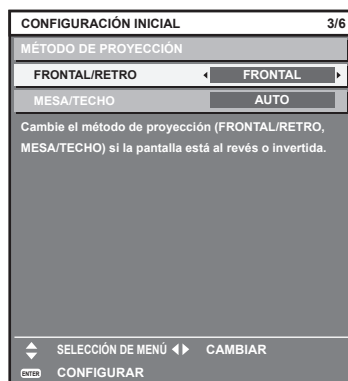 CONFIGURACIÓN INICIAL 3/6
MÉTODO DE PROYECCIÓN
FRONTAL/RETRO FRONTAL
MESA/TECHO AUTO
Cambie el método de proyección (FRONTAL/RETRO,
MESA/TECHO) si la pantalla está al revés o invertida.
SELECCIÓN DE MENÚ CAMBIAR
ENTER CONFIGURAR